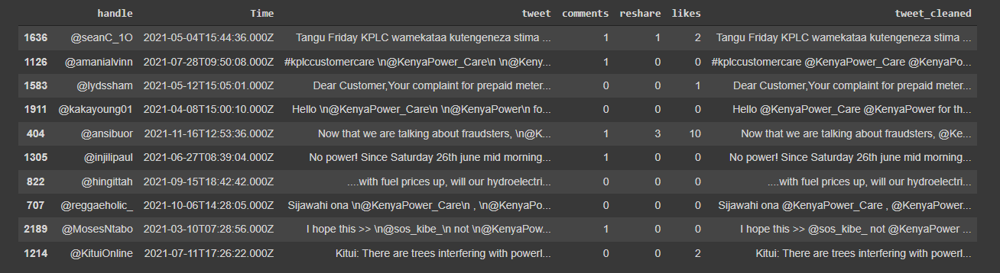 handle Time tweet comments reshare likes tweet_cleaned
1636 @seanC_1O 2021-05-04T15:44:36.000Z Tangu Friday KPLC wamekataa kutengeneza stima ... 1 1 2 Tangu Friday KPLC wamekataa kutengeneza stima ...
1126 @amanialvinn 2021-07-28T09:50:08.000Z #kplccustomercare \n@KenyaPower_Care\n \n@Keny... 1 0 0 #kplccustomercare @KenyaPower_Care @KenyaPo...
1583 @lydssham 2021-05-12T15:05:01.000Z Dear Customer,Your complaint for prepaid meter... 0 0 1 Dear Customer,Your complaint for prepaid meter...
1911 @kakayoung01 2021-04-08T15:00:10.000Z Hello \n@KenyaPower_Care\n \n@KenyaPower\n fo... 0 0 0 Hello @KenyaPower_Care @KenyaPower for th...
404 @ansibuor 2021-11-16T12:53:36.000Z Now that we are talking about fraudsters, \n@K... 1 3 10 Now that we are talking about fraudsters, @Ke...
1305 @injilipaul 2021-06-27T08:39:04.000Z No power! Since Saturday 26th june mid morning... 1 0 0 No power! Since Saturday 26th june mid morning...
822 @hingittah 2021-09-15T18:42:42.000Z ....with fuel prices up, will our hydroelectri... 0 0 0 ....with fuel prices up, will our hydroelectri...
707 @reggaeholic_ 2021-10-06T14:28:05.000Z Sijawahi ona \n@KenyaPower_Care\n , \n@KenyaPo... 0 0 0 Sijawahi ona @KenyaPower_Care , @KenyaPower...
2189 @MosesNtabo 2021-03-10T07:28:56.000Z I hope this >> \n@sos_kibe_\n not \n@KenyaPow... 1 0 0 I hope this >> @sos_kibe_ not @KenyaPower ...
1214 @KituiOnline 2021-07-11T17:26:22.000Z Kitui: There are trees interfering with powerl... 0 0 2 Kitui: There are trees interfering with powerl...